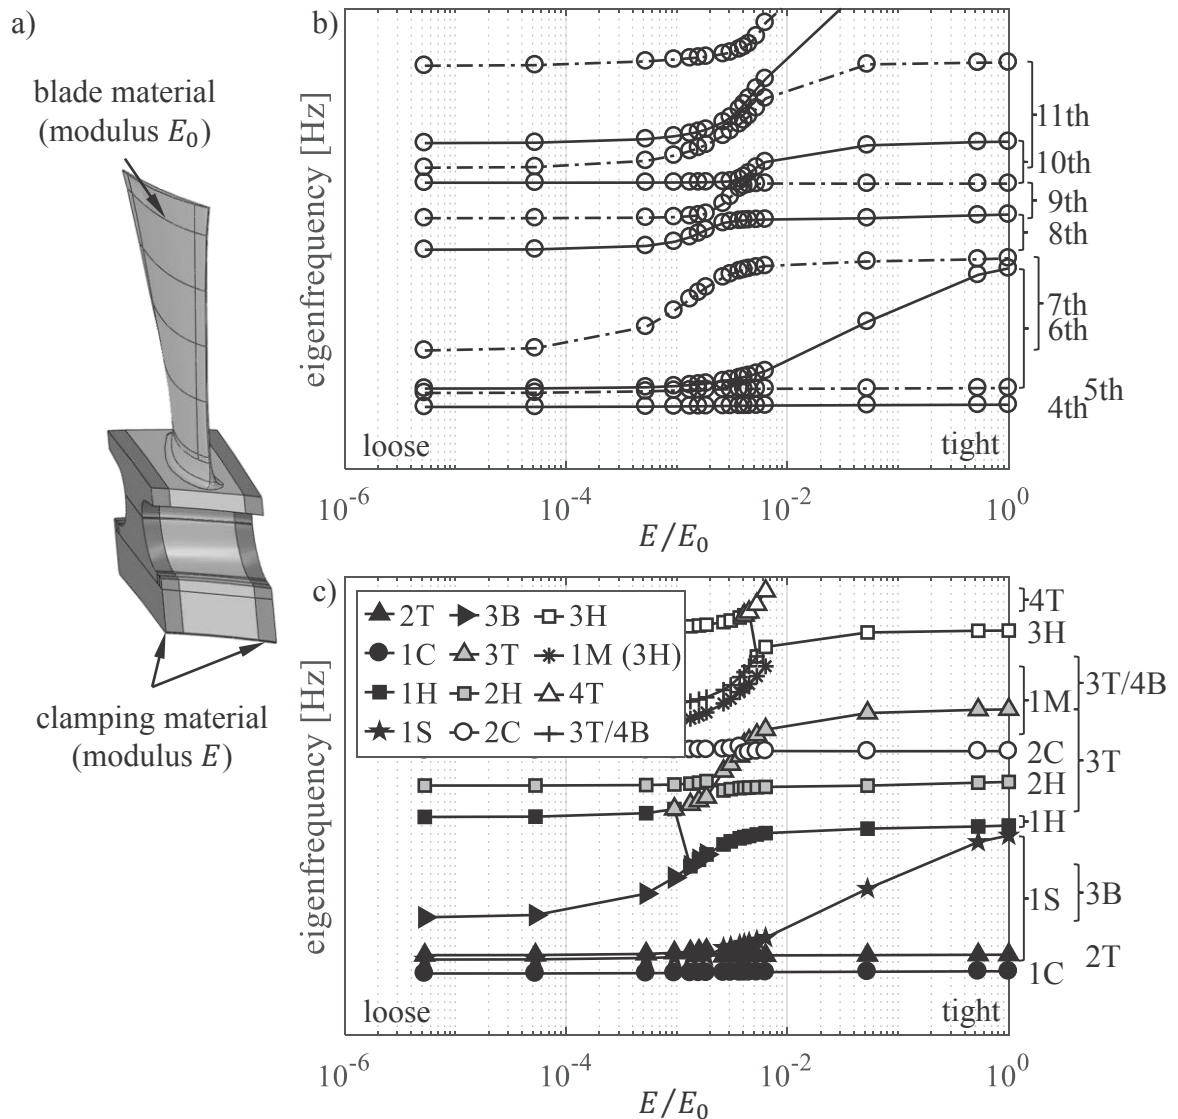 a)
blade material
(modulus E₀)
clamping material
(modulus E)
b)
eigenfrequency [Hz]
11th
10th
9th
8th
7th
6th
5th
4th
loose
tight
10⁻⁶
10⁻⁴
10⁻²
10⁰
E/E₀
c)
2T
1C
1H
1S
3B
3T
2H
2C
3H
1M (3H)
4T
3T/4B
eigenfrequency [Hz]
4T
3H
1M
3T/4B
2C
3T
2H
1H
1S
3B
2T
1C
loose
tight
10⁻⁶
10⁻⁴
10⁻²
10⁰
E/E₀